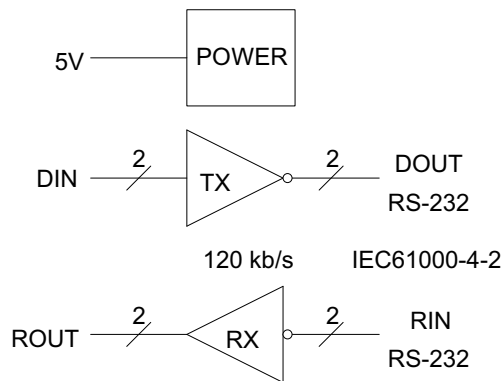 POWER
5V
2
2
DIN
TX
DOUT
RS-232
120 kb/s
IEC61000-4-2
2
2
ROUT
RX
RIN
RS-232